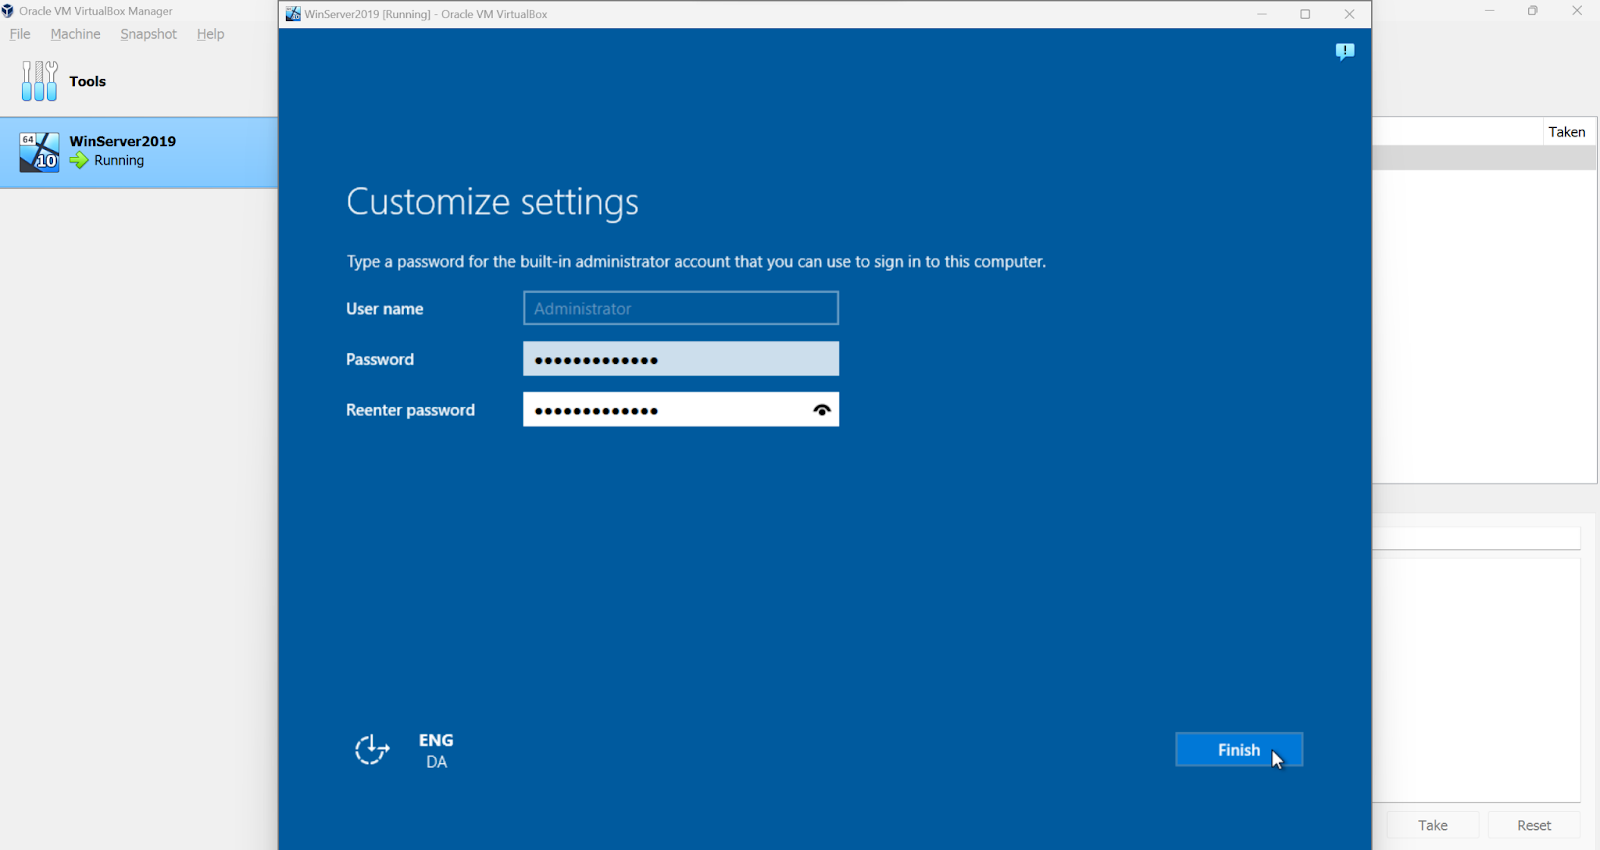 Oracle VM VirtualBox Manager
File Machine Snapshot Help
Tools
64
10
WinServer2019
Running
WinServer2019 [Running] - Oracle VM VirtualBox
Customize settings
Type a password for the built-in administrator account that you can use to sign in to this computer.
User name
Administrator
Password
•••••••••••••
Reenter password
•••••••••••••
ENG
DA
Finish
Taken
Take
Reset